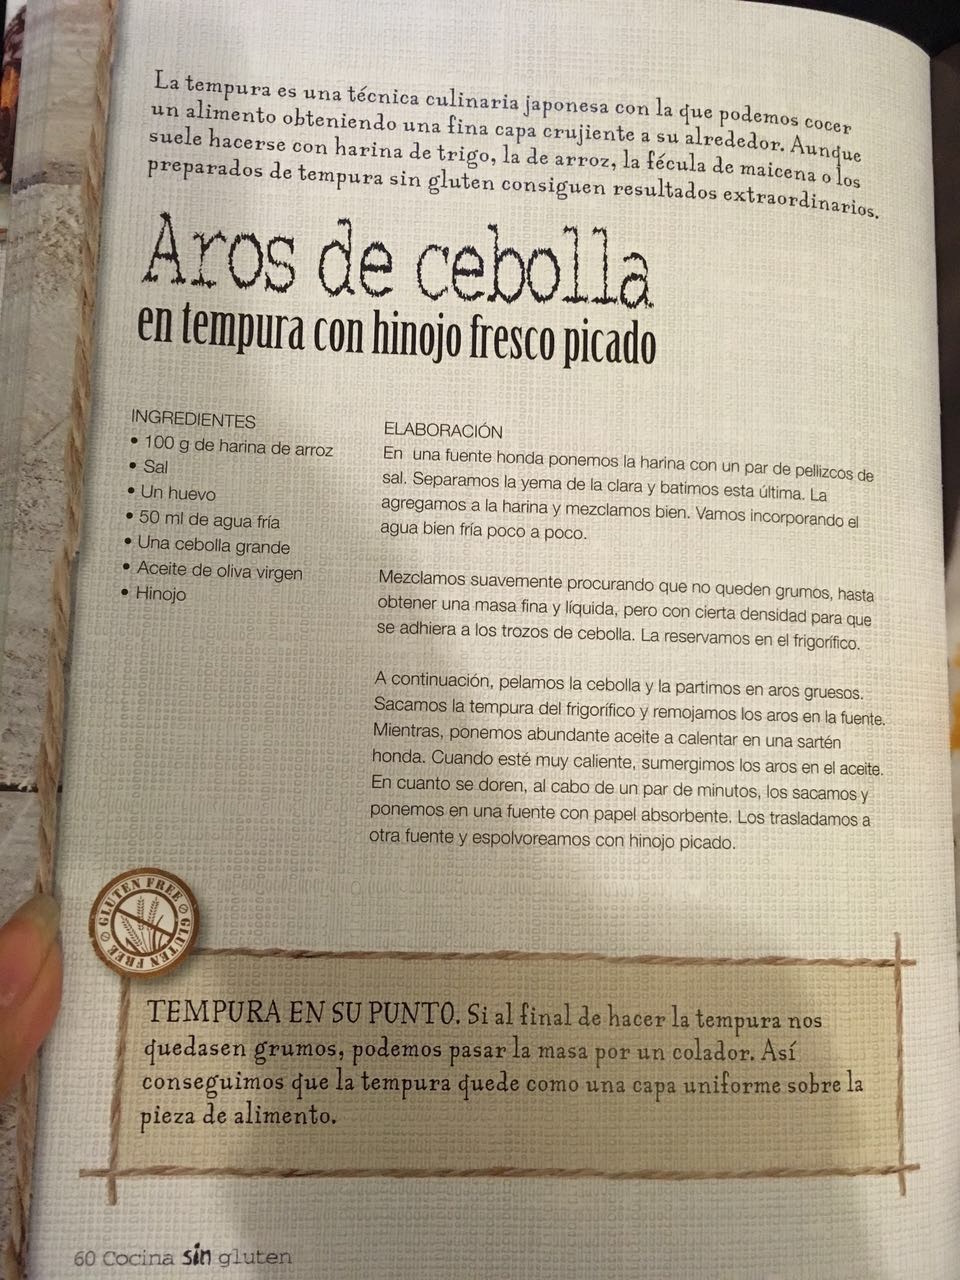 La tempura es una técnica culinaria japonesa con la que podemos cocer
un alimento obteniendo una fina capa crujiente a su alrededor. Aunque
suele hacerse con harina de trigo, la de arroz, la fécula de maicena o los
preparados de tempura sin gluten consiguen resultados extraordinarios.
Aros de cebolla
en tempura con hinojo fresco picado
INGREDIENTES
• 100 g de harina de arroz
• Sal
• Un huevo
• 50 ml de agua fría
• Una cebolla grande
• Aceite de oliva virgen
• Hinojo
ELABORACIÓN
En una fuente honda ponemos la harina con un par de pellizcos de
sal. Separamos la yema de la clara y batimos esta última. La
agregamos a la harina y mezclamos bien. Vamos incorporando el
agua bien fría poco a poco.
Mezclamos suavemente procurando que no queden grumos, hasta
obtener una masa fina y líquida, pero con cierta densidad para que
se adhiera a los trozos de cebolla. La reservamos en el frigorífico.
A continuación, pelamos la cebolla y la partimos en aros gruesos.
Sacamos la tempura del frigorífico y remojamos los aros en la fuente.
Mientras, ponemos abundante aceite a calentar en una sartén
honda. Cuando esté muy caliente, sumergimos los aros en el aceite.
En cuanto se doren, al cabo de un par de minutos, los sacamos y
ponemos en una fuente con papel absorbente. Los trasladamos a
otra fuente y espolvoreamos con hinojo picado.
GLUTEN FREE
GLUTEN FREE
TEMPURA EN SU PUNTO. Si al final de hacer la tempura nos
quedasen grumos, podemos pasar la masa por un colador. Así
conseguimos que la tempura quede como una capa uniforme sobre la
pieza de alimento.
60 Cocina sin gluten